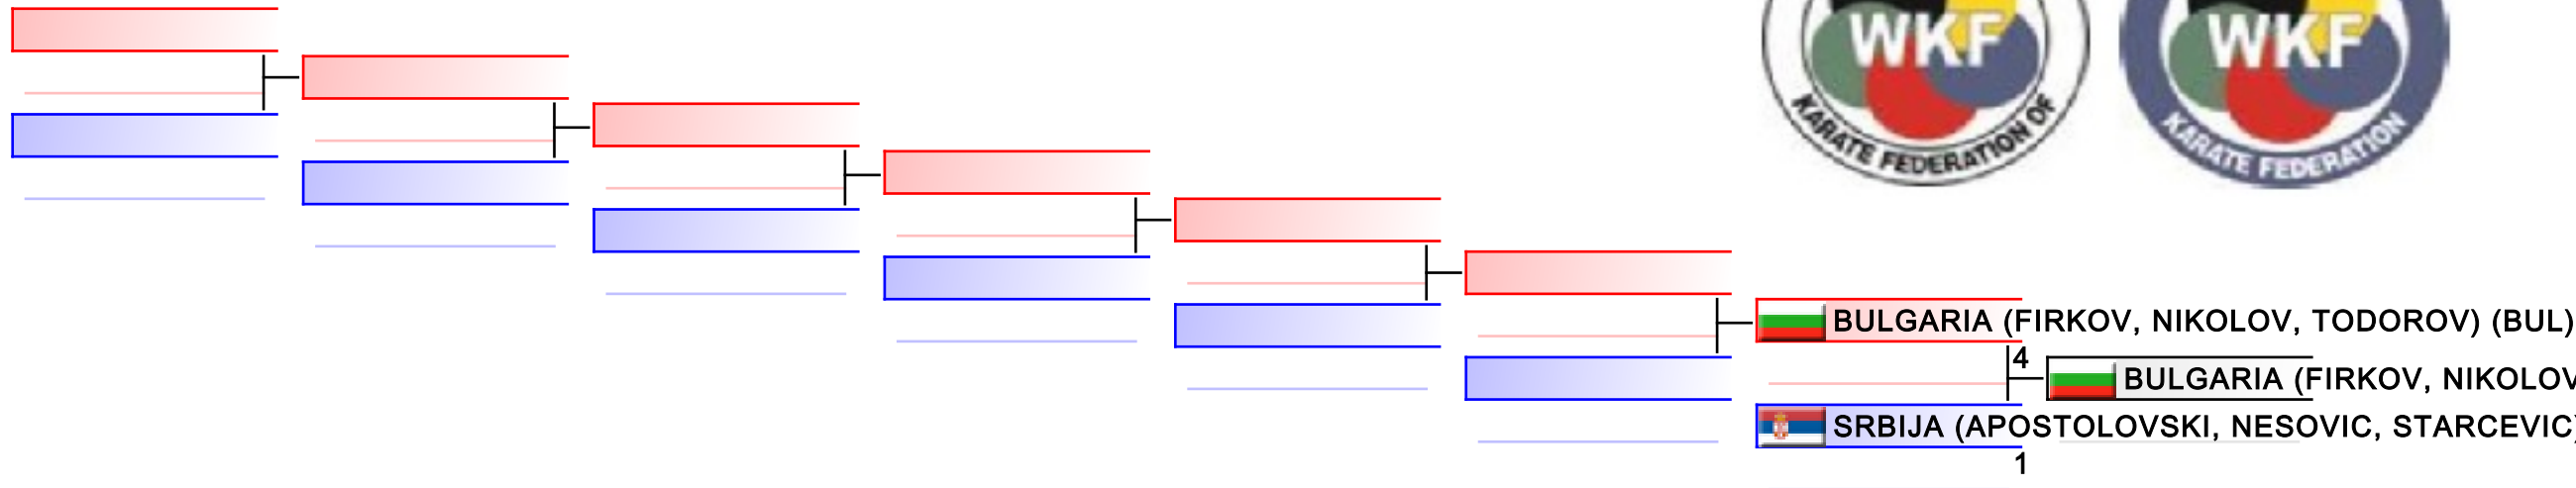 WKF
KARATE FEDERATION OF
WKF
KARATE FEDERATION
BULGARIA (FIRKOV, NIKOLOV, TODOROV) (BUL)
4
BULGARIA (FIRKOV, NIKOLOV
SRBIJA (APOSTOLOVSKI, NESOVIC, STARCEVIC)
1